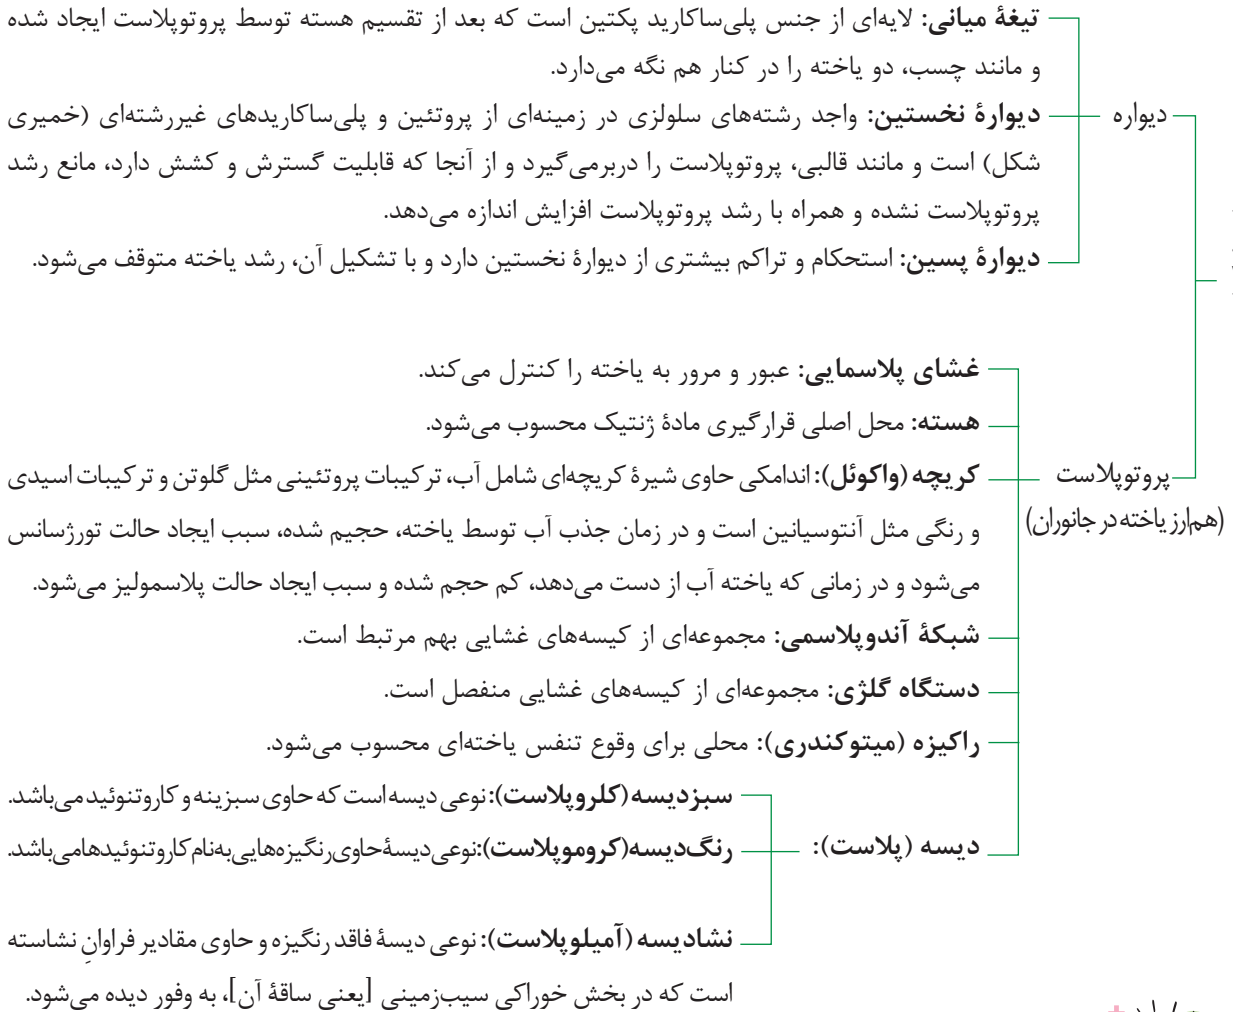 تیغهٔ میانی: لایه‌ای از جنس پلی‌ساکارید پکتین است که بعد از تقسیم هسته توسط پروتوپلاست ایجاد شده
و مانند چسب، دو یاخته را در کنار هم نگه می‌دارد.
دیواره
دیوارهٔ نخستین: واجد رشته‌های سلولزی در زمینه‌ای از پروتئین و پلی‌ساکاریدهای غیررشته‌ای (خمیری
شکل) است و مانند قالبی، پروتوپلاست را دربرمی‌گیرد و از آنجا که قابلیت گسترش و کشش دارد، مانع رشد
پروتوپلاست نشده و همراه با رشد پروتوپلاست افزایش اندازه می‌دهد.
دیوارهٔ پسین: استحکام و تراکم بیشتری از دیوارهٔ نخستین دارد و با تشکیل آن، رشد یاخته متوقف می‌شود.
غشای پلاسمایی: عبور و مرور به یاخته را کنترل می‌کند.
هسته: محل اصلی قرارگیری مادهٔ ژنتیک محسوب می‌شود.
پروتوپلاست
(هم‌ارز یاخته در جانوران)
کریچه (واکوئل): اندامکی حاوی شیرهٔ کریچه‌ای شامل آب، ترکیبات پروتئینی مثل گلوتن و ترکیبات اسیدی
و رنگی مثل آنتوسیانین است و در زمان جذب آب توسط یاخته، حجیم شده، سبب ایجاد حالت تورژسانس
می‌شود و در زمانی که یاخته آب از دست می‌دهد، کم حجم شده و سبب ایجاد حالت پلاسمولیز می‌شود.
شبکهٔ آندوپلاسمی: مجموعه‌ای از کیسه‌های غشایی بهم مرتبط است.
دستگاه گلژی: مجموعه‌ای از کیسه‌های غشایی منفصل است.
راکیزه (میتوکندری): محلی برای وقوع تنفس یاخته‌ای محسوب می‌شود.
دیسه (پلاست):
سبزدیسه (کلروپلاست): نوعی دیسه است که حاوی سبزینه و کاروتنوئید می‌باشد.
رنگ‌دیسه (کروموپلاست): نوعی دیسهٔ حاوی رنگیزه‌هایی به‌نام کاروتنوئیدها می‌باشد.
نشادیسه (آمیلوپلاست): نوعی دیسهٔ فاقد رنگیزه و حاوی مقادیر فراوانِ نشاسته
است که در بخش خوراکی سیب‌زمینی [یعنی ساقهٔ آن]، به وفور دیده می‌شود.